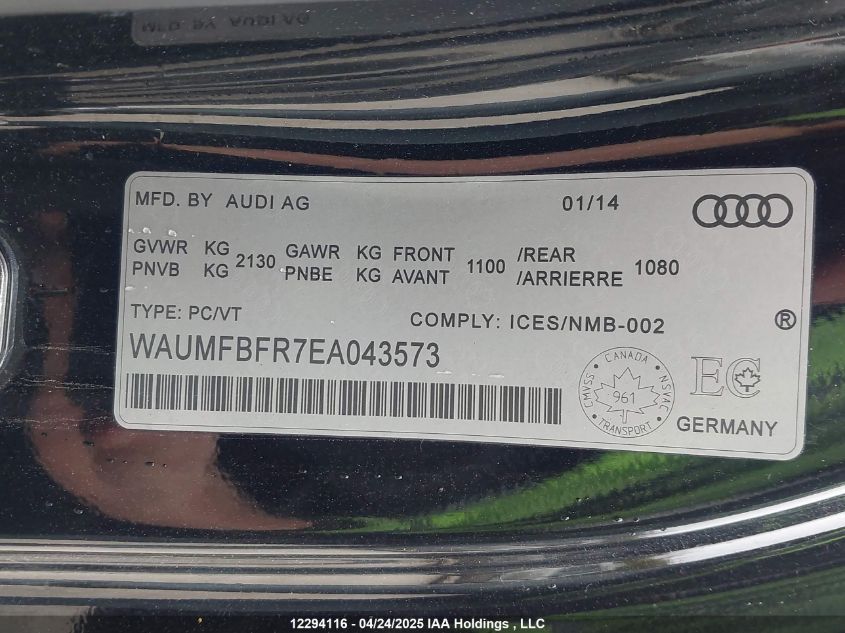 MFD. BY AUDI AG 01/14
GVWR KG 2130 GAWR KG FRONT 1100 /REAR 1080
PNVB KG PNBE KG AVANT /ARRIERRE
TYPE: PC/VT COMPLY: ICES/NMB-002 ®
WAUMFBFR7EA043573
CANADA
CMVSS NSVAC
961
TRANSPORT
EC
GERMANY
12294116 - 04/24/2025 IAA Holdings , LLC